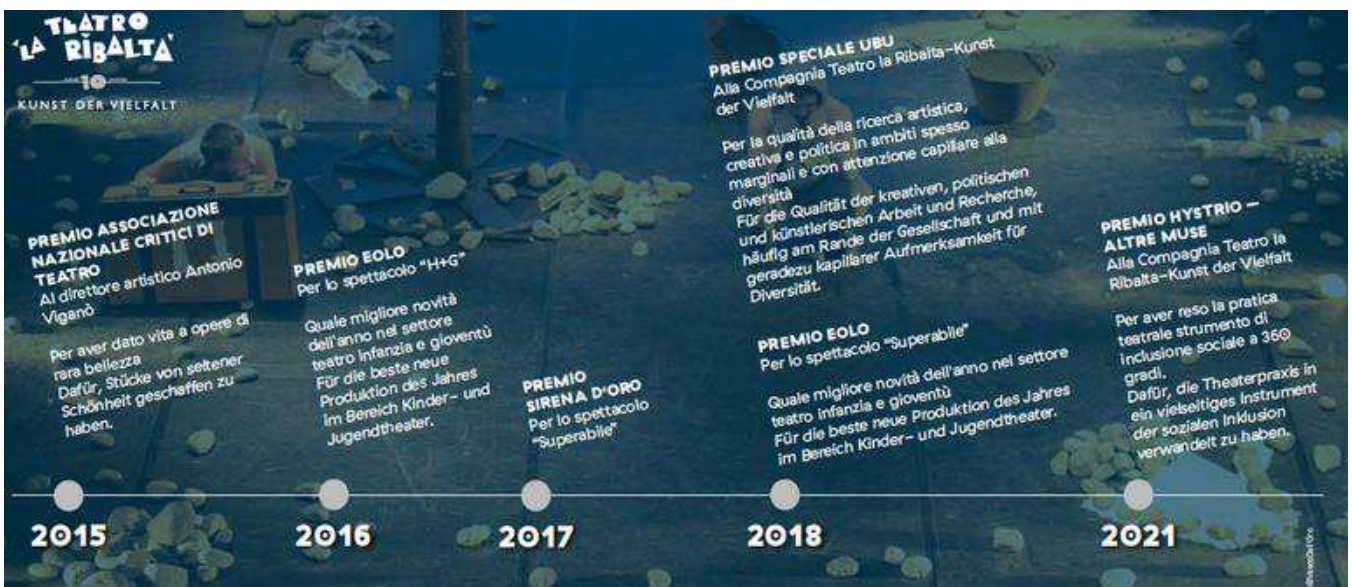 TEATRO
'LA RIBALTA'
10
KUNST DER VIELFALT
PREMIO ASSOCIAZIONE
NAZIONALE CRITICI DI
TEATRO
Al direttore artistico Antonio
Viganò
Per aver dato vita a opere di
rara bellezza
Dafür, Stücke von seltener
Schönheit geschaffen zu
haben.
2015
PREMIO EOLO
Per lo spettacolo "H+G"
Quale migliore novità
dell'anno nel settore
teatro infanzia e gioventù
Für die beste neue
Produktion des Jahres
im Bereich Kinder- und
Jugendtheater.
2016
PREMIO
SIRENA D'ORO
Per lo spettacolo
"Superabile"
2017
PREMIO SPECIALE UBU
Alla Compagnia Teatro la Ribalta-Kunst
der Vielfalt
Per la qualità della ricerca artistica,
creativa e politica in ambiti spesso
marginali e con attenzione capillare alla
diversità
Für die Qualität der kreativen, politischen
und künstlerischen Arbeit und Recherche,
häufig am Rande der Gesellschaft und mit
geradezu kapillarer Aufmerksamkeit für
Diversität.
PREMIO EOLO
Per lo spettacolo "Superabile"
Quale migliore novità dell'anno nel settore
teatro infanzia e gioventù
Für die beste neue Produktion des Jahres
im Bereich Kinder- und Jugendtheater.
2018
PREMIO HYSTRIO –
ALTRE MUSE
Alla Compagnia Teatro la
Ribalta-Kunst der Vielfalt
Per aver reso la pratica
teatrale strumento di
inclusione sociale a 360
gradi.
Dafür, die Theaterpraxis in
ein vielseitiges Instrument
der sozialen Inklusion
verwandelt zu haben.
2021